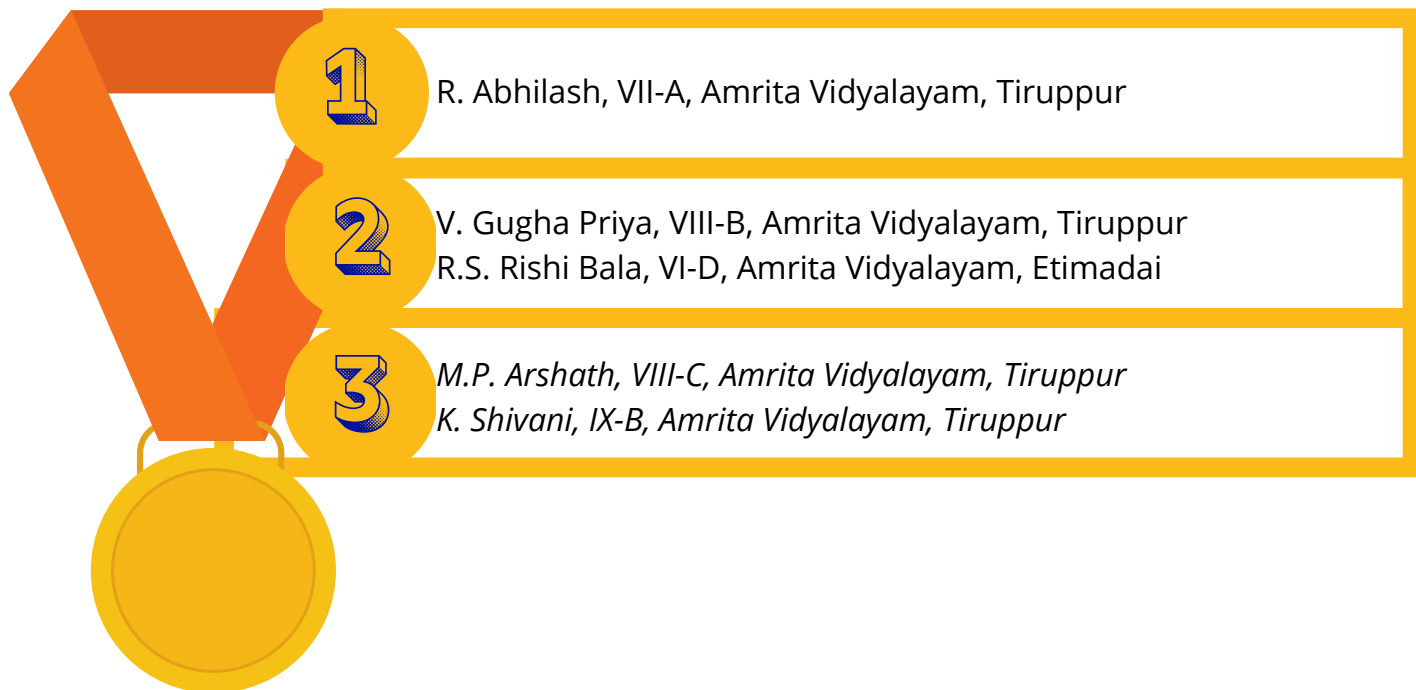 1
R. Abhilash, VII-A, Amrita Vidyalayam, Tiruppur
2
V. Gugha Priya, VIII-B, Amrita Vidyalayam, Tiruppur
R.S. Rishi Bala, VI-D, Amrita Vidyalayam, Etimadai
3
M.P. Arshath, VIII-C, Amrita Vidyalayam, Tiruppur
K. Shivani, IX-B, Amrita Vidyalayam, Tiruppur